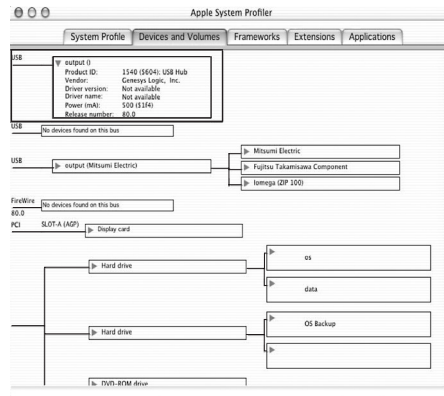 Apple System Profiler
System Profile Devices and Volumes Frameworks Extensions Applications
USB
output ()
Product ID: 1540 ($604): USB Hub
Vendor: Genesys Logic, Inc.
Driver version: Not available
Driver name: Not available
Power (mA): 500 ($1f4)
Release number: 80.0
USB
No devices found on this bus
USB
output (Mitsumi Electric)
Mitsumi Electric
Fujitsu Takamisawa Component
Iomega (ZIP 100)
FireWire
No devices found on this bus
80.0
PCI SLOT-A (AGP) Display card
Hard drive
os
data
Hard drive
OS Backup
DVD-ROM drive